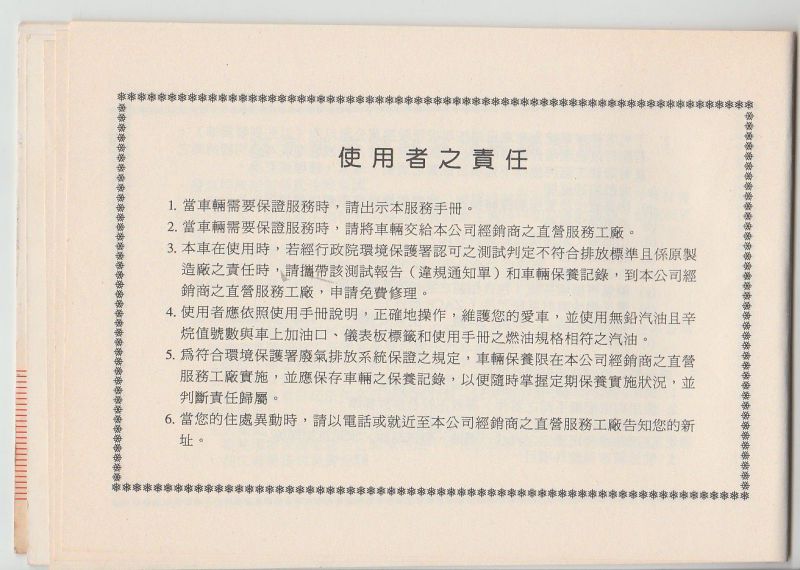 使用者之責任
1. 當車輛需要保證服務時，請出示本服務手冊。
2. 當車輛需要保證服務時，請將車輛交給本公司經銷商之直營服務工廠。
3. 本車在使用時，若經行政院環境保護署認可之測試判定不符合排放標準且係原製
造廠之責任時，請攜帶該測試報告（違規通知單）和車輛保養記錄，到本公司經
銷商之直營服務工廠，申請免費修理。
4. 使用者應依照使用手冊說明，正確地操作，維護您的愛車，並使用無鉛汽油且辛
烷值號數與車上加油口、儀表板標籤和使用手冊之燃油規格相符之汽油。
5. 爲符合環境保護署廢氣排放系統保證之規定，車輛保養限在本公司經銷商之直營
服務工廠實施，並應保存車輛之保養記錄，以便隨時掌握定期保養實施狀況，並
判斷責任歸屬。
6. 當您的住處異動時，請以電話或就近至本公司經銷商之直營服務工廠告知您的新
址。